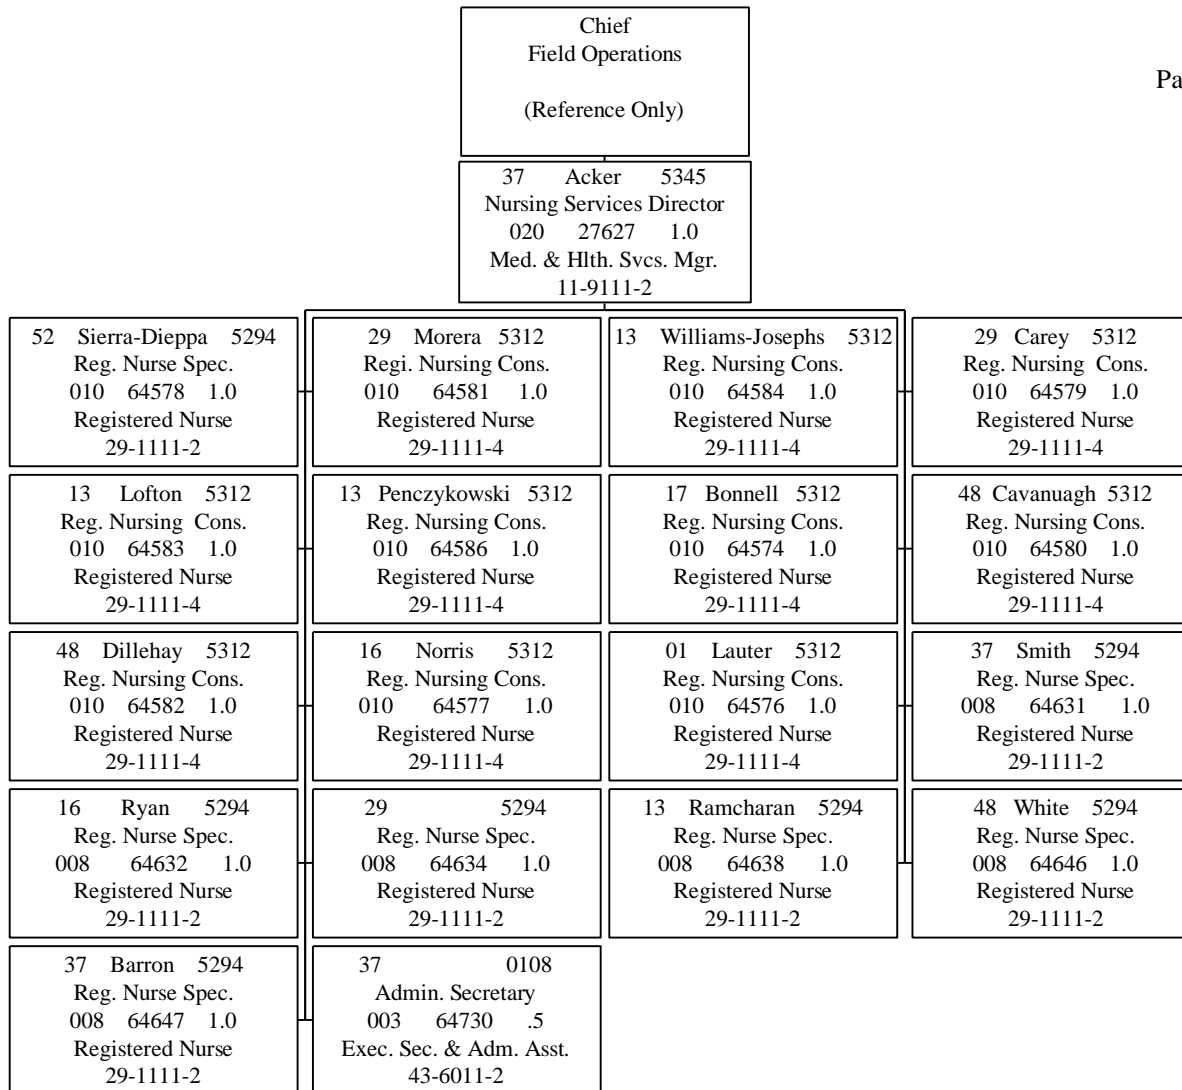 Chief
Field Operations
(Reference Only)
Pa
37 Acker 5345
Nursing Services Director
020 27627 1.0
Med. & Hlth. Svcs. Mgr.
11-9111-2
52 Sierra-Dieppa 5294
Reg. Nurse Spec.
010 64578 1.0
Registered Nurse
29-1111-2
29 Morera 5312
Regi. Nursing Cons.
010 64581 1.0
Registered Nurse
29-1111-4
13 Williams-Josephs 5312
Reg. Nursing Cons.
010 64584 1.0
Registered Nurse
29-1111-4
29 Carey 5312
Reg. Nursing Cons.
010 64579 1.0
Registered Nurse
29-1111-4
13 Lofton 5312
Reg. Nursing Cons.
010 64583 1.0
Registered Nurse
29-1111-4
13 Penczykowski 5312
Reg. Nursing Cons.
010 64586 1.0
Registered Nurse
29-1111-4
17 Bonnell 5312
Reg. Nursing Cons.
010 64574 1.0
Registered Nurse
29-1111-4
48 Cavanuagh 5312
Reg. Nursing Cons.
010 64580 1.0
Registered Nurse
29-1111-4
48 Dillehay 5312
Reg. Nursing Cons.
010 64582 1.0
Registered Nurse
29-1111-4
16 Norris 5312
Reg. Nursing Cons.
010 64577 1.0
Registered Nurse
29-1111-4
01 Lauter 5312
Reg. Nursing Cons.
010 64576 1.0
Registered Nurse
29-1111-4
37 Smith 5294
Reg. Nurse Spec.
008 64631 1.0
Registered Nurse
29-1111-2
16 Ryan 5294
Reg. Nurse Spec.
008 64632 1.0
Registered Nurse
29-1111-2
29 5294
Reg. Nurse Spec.
008 64634 1.0
Registered Nurse
29-1111-2
13 Ramcharan 5294
Reg. Nurse Spec.
008 64638 1.0
Registered Nurse
29-1111-2
48 White 5294
Reg. Nurse Spec.
008 64646 1.0
Registered Nurse
29-1111-2
37 Barron 5294
Reg. Nurse Spec.
008 64647 1.0
Registered Nurse
29-1111-2
37 0108
Admin. Secretary
003 64730 .5
Exec. Sec. & Adm. Asst.
43-6011-2